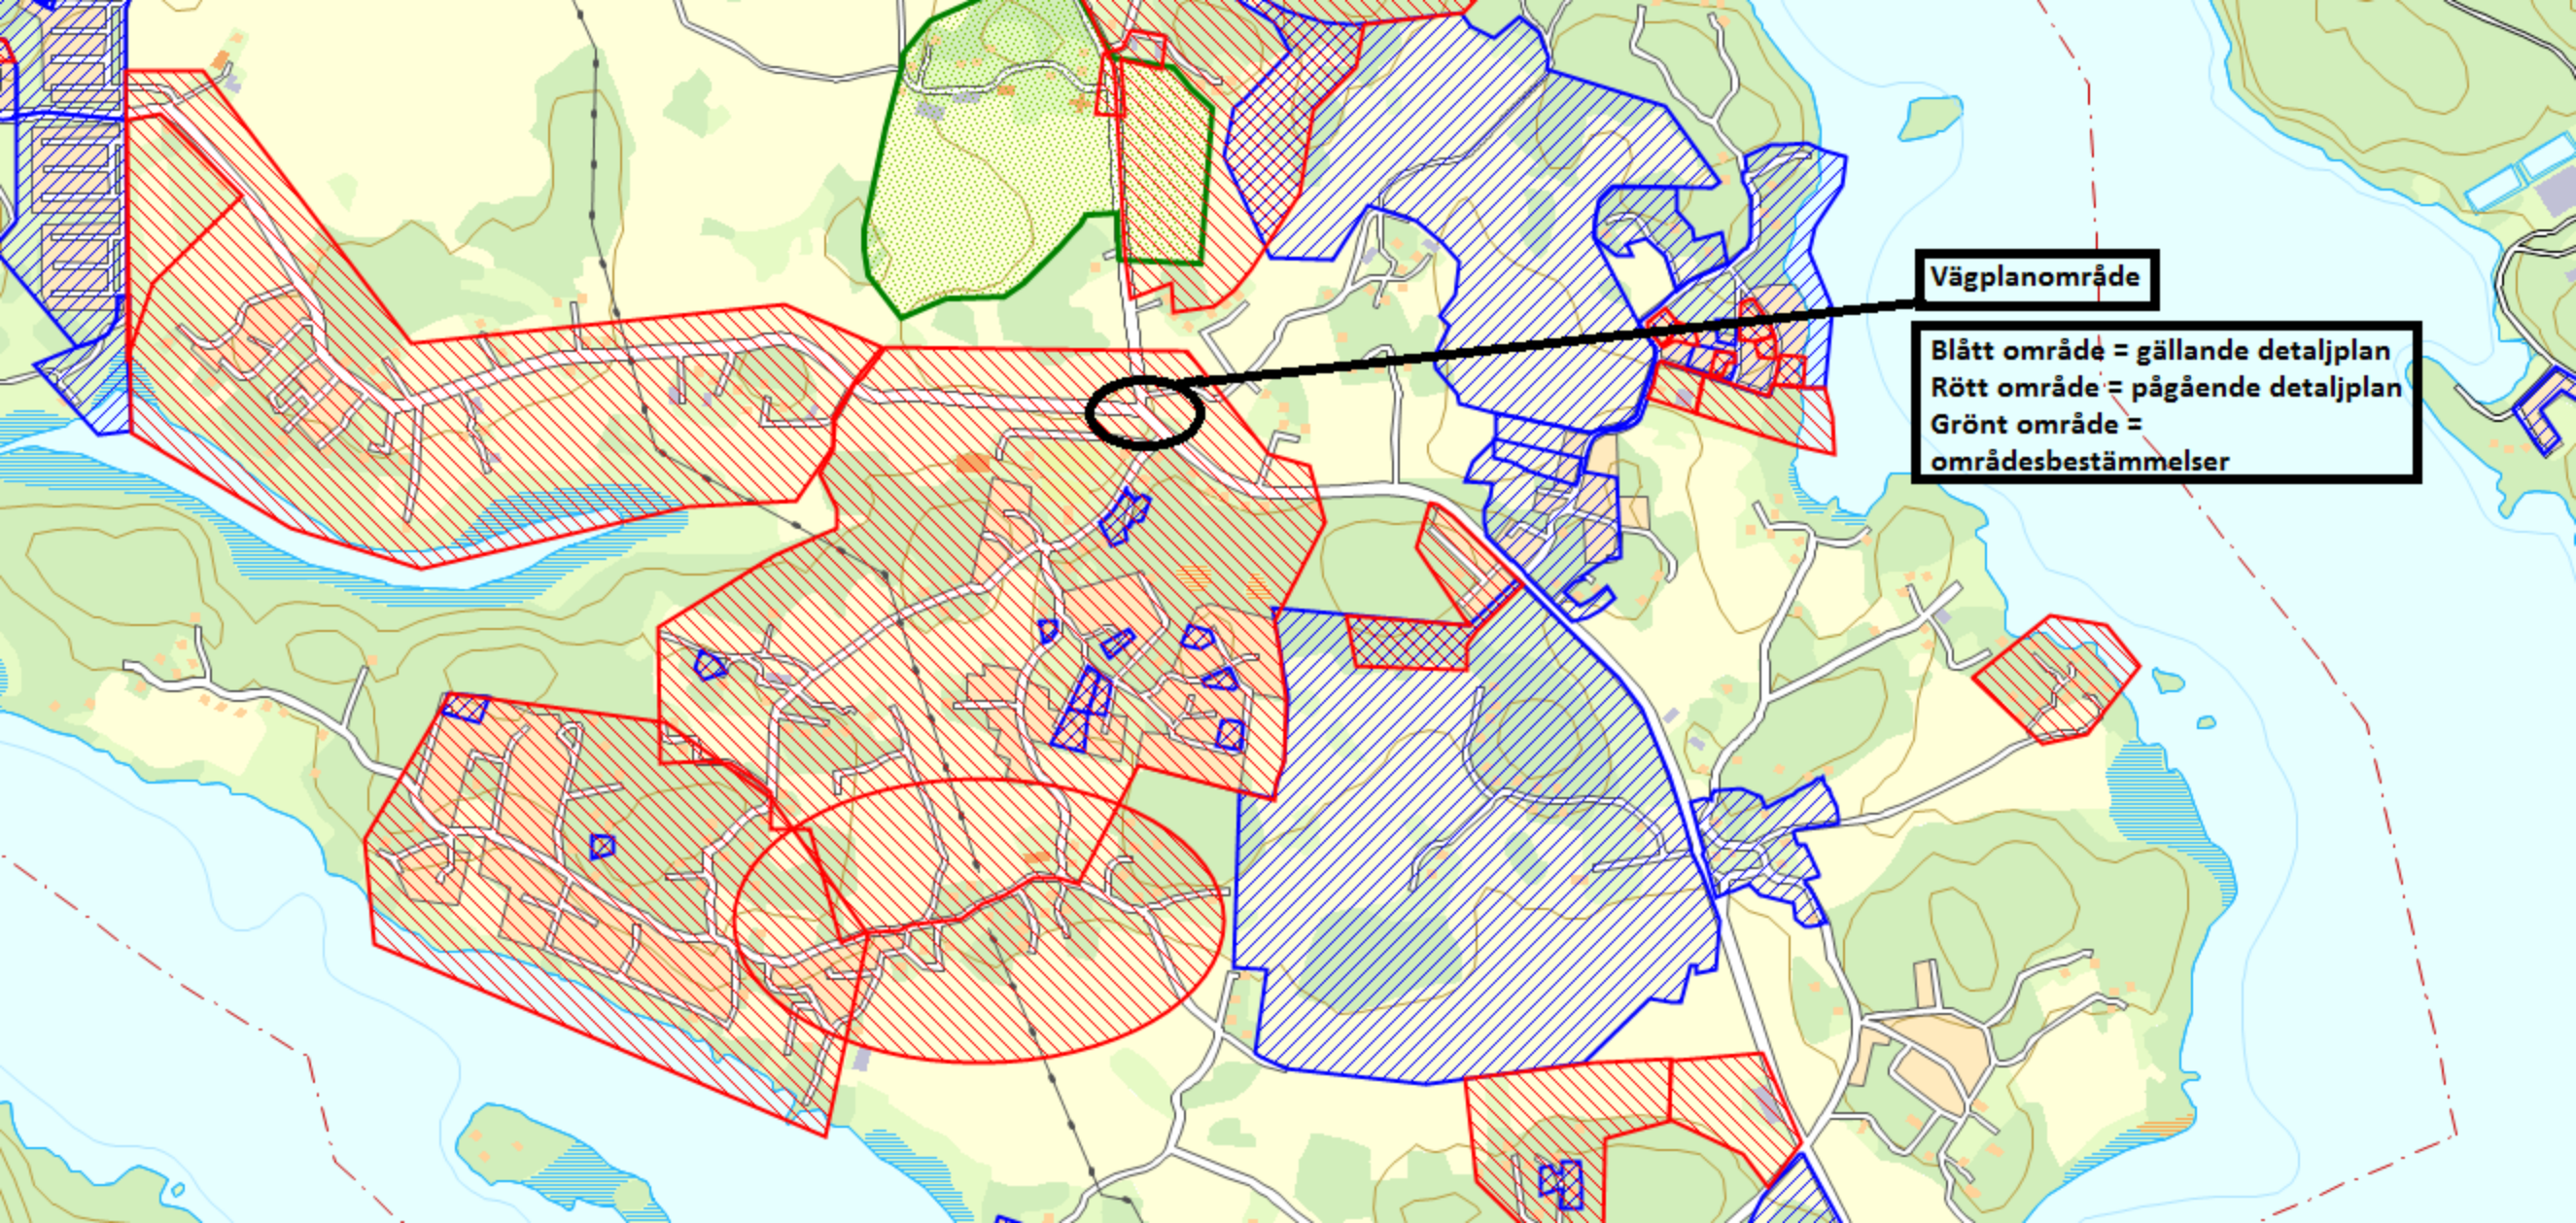 Vägplanområde
Blått område = gällande detaljplan
Rött område = pågående detaljplan
Grönt område =
områdesbestämmelser